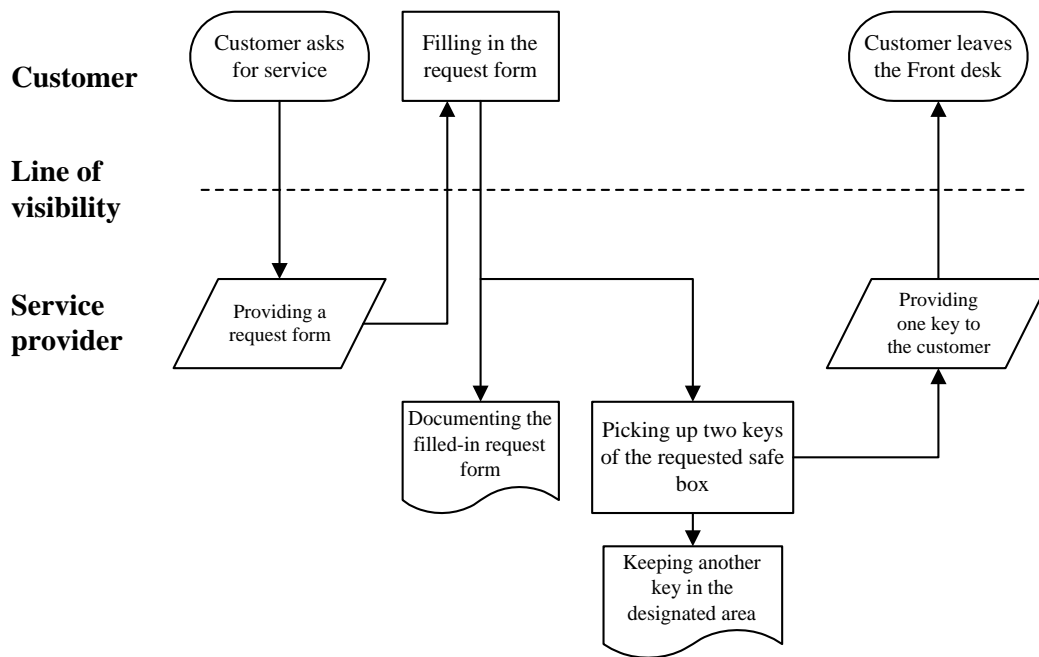 Customer
Customer asks
for service
Filling in the
request form
Customer leaves
the Front desk
Line of
visibility
Service
provider
Providing a
request form
Providing
one key to
the customer
Documenting the
filled-in request
form
Picking up two keys
of the requested safe
box
Keeping another
key in the
designated area